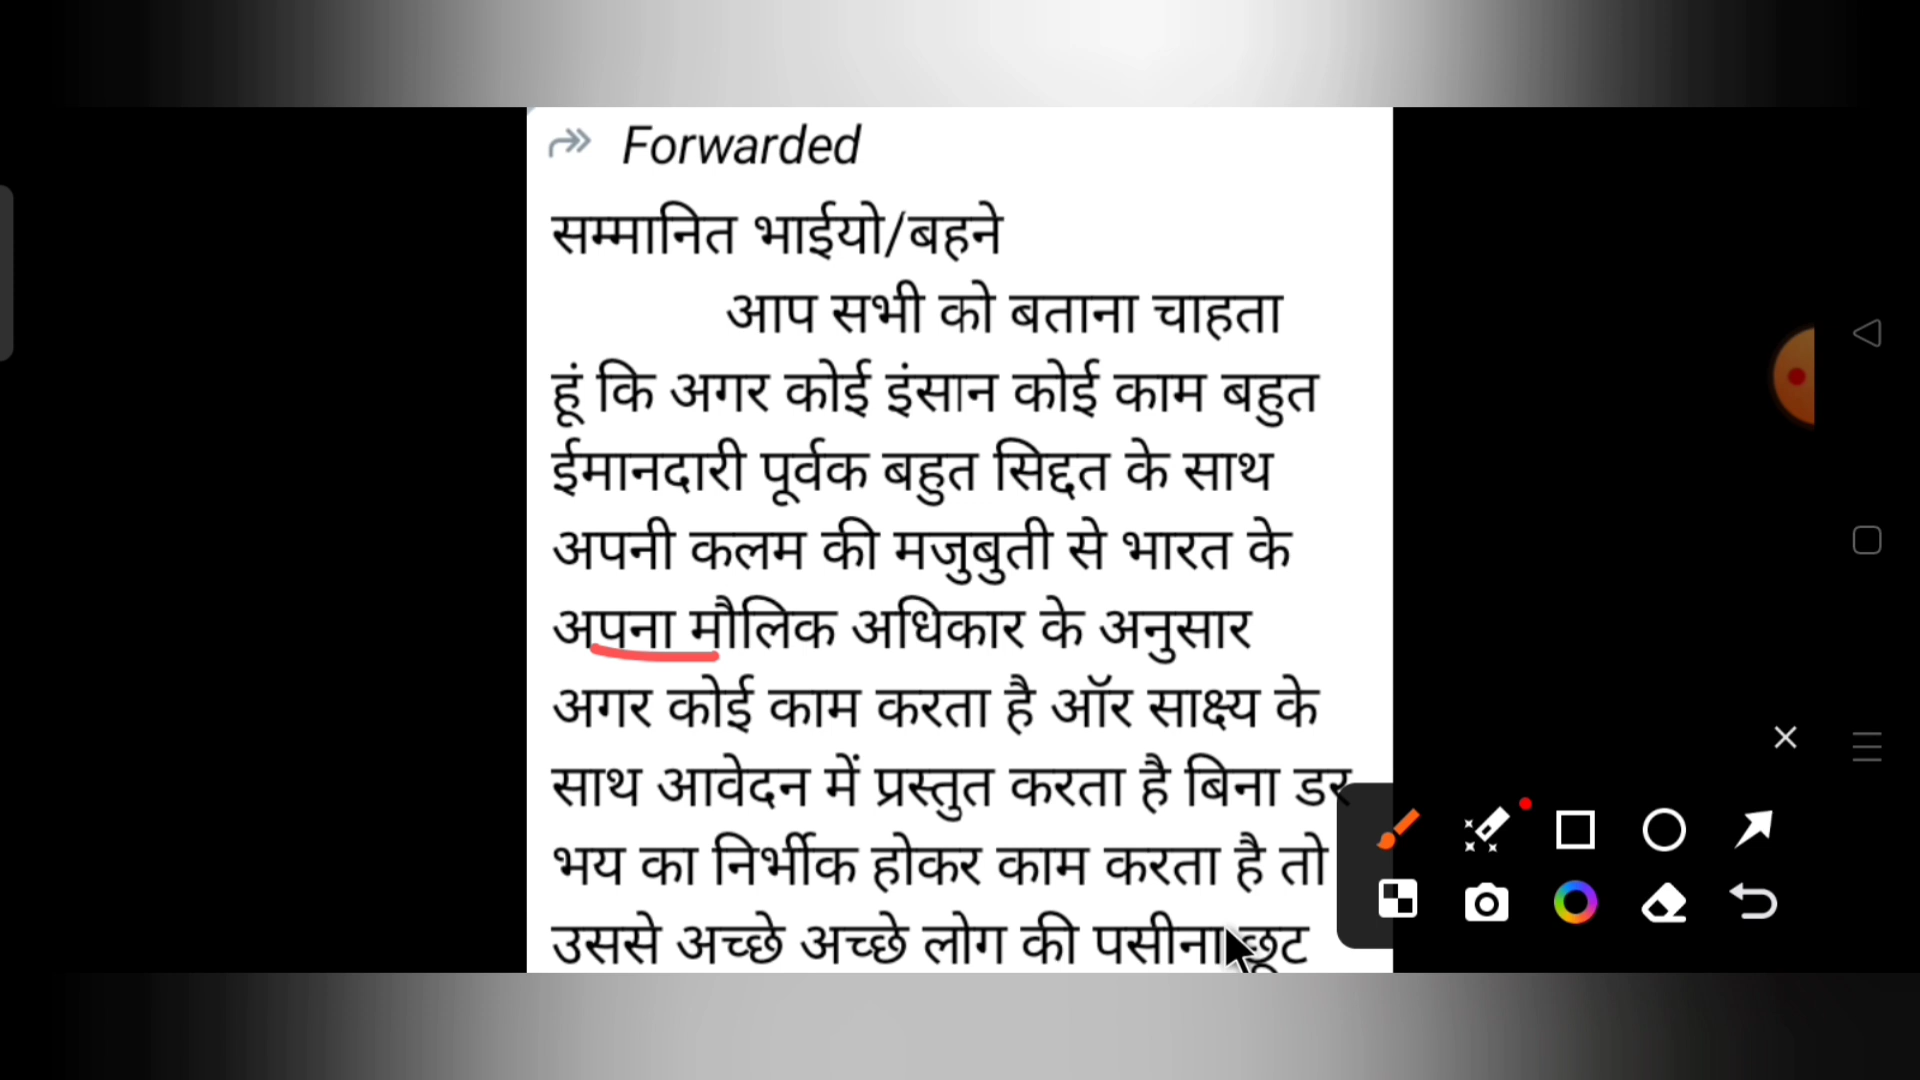 Forwarded
सम्मानित भाईयो/बहने
आप सभी को बताना चाहता
हूं कि अगर कोई इंसान कोई काम बहुत
ईमानदारी पूर्वक बहुत सिद्दत के साथ
अपनी कलम की मजुबुती से भारत के
अपना मौलिक अधिकार के अनुसार
अगर कोई काम करता है ऑर साक्ष्य के
साथ आवेदन में प्रस्तुत करता है बिना डर
भय का निर्भीक होकर काम करता है तो
उससे अच्छे अच्छे लोग की पसीना छूट